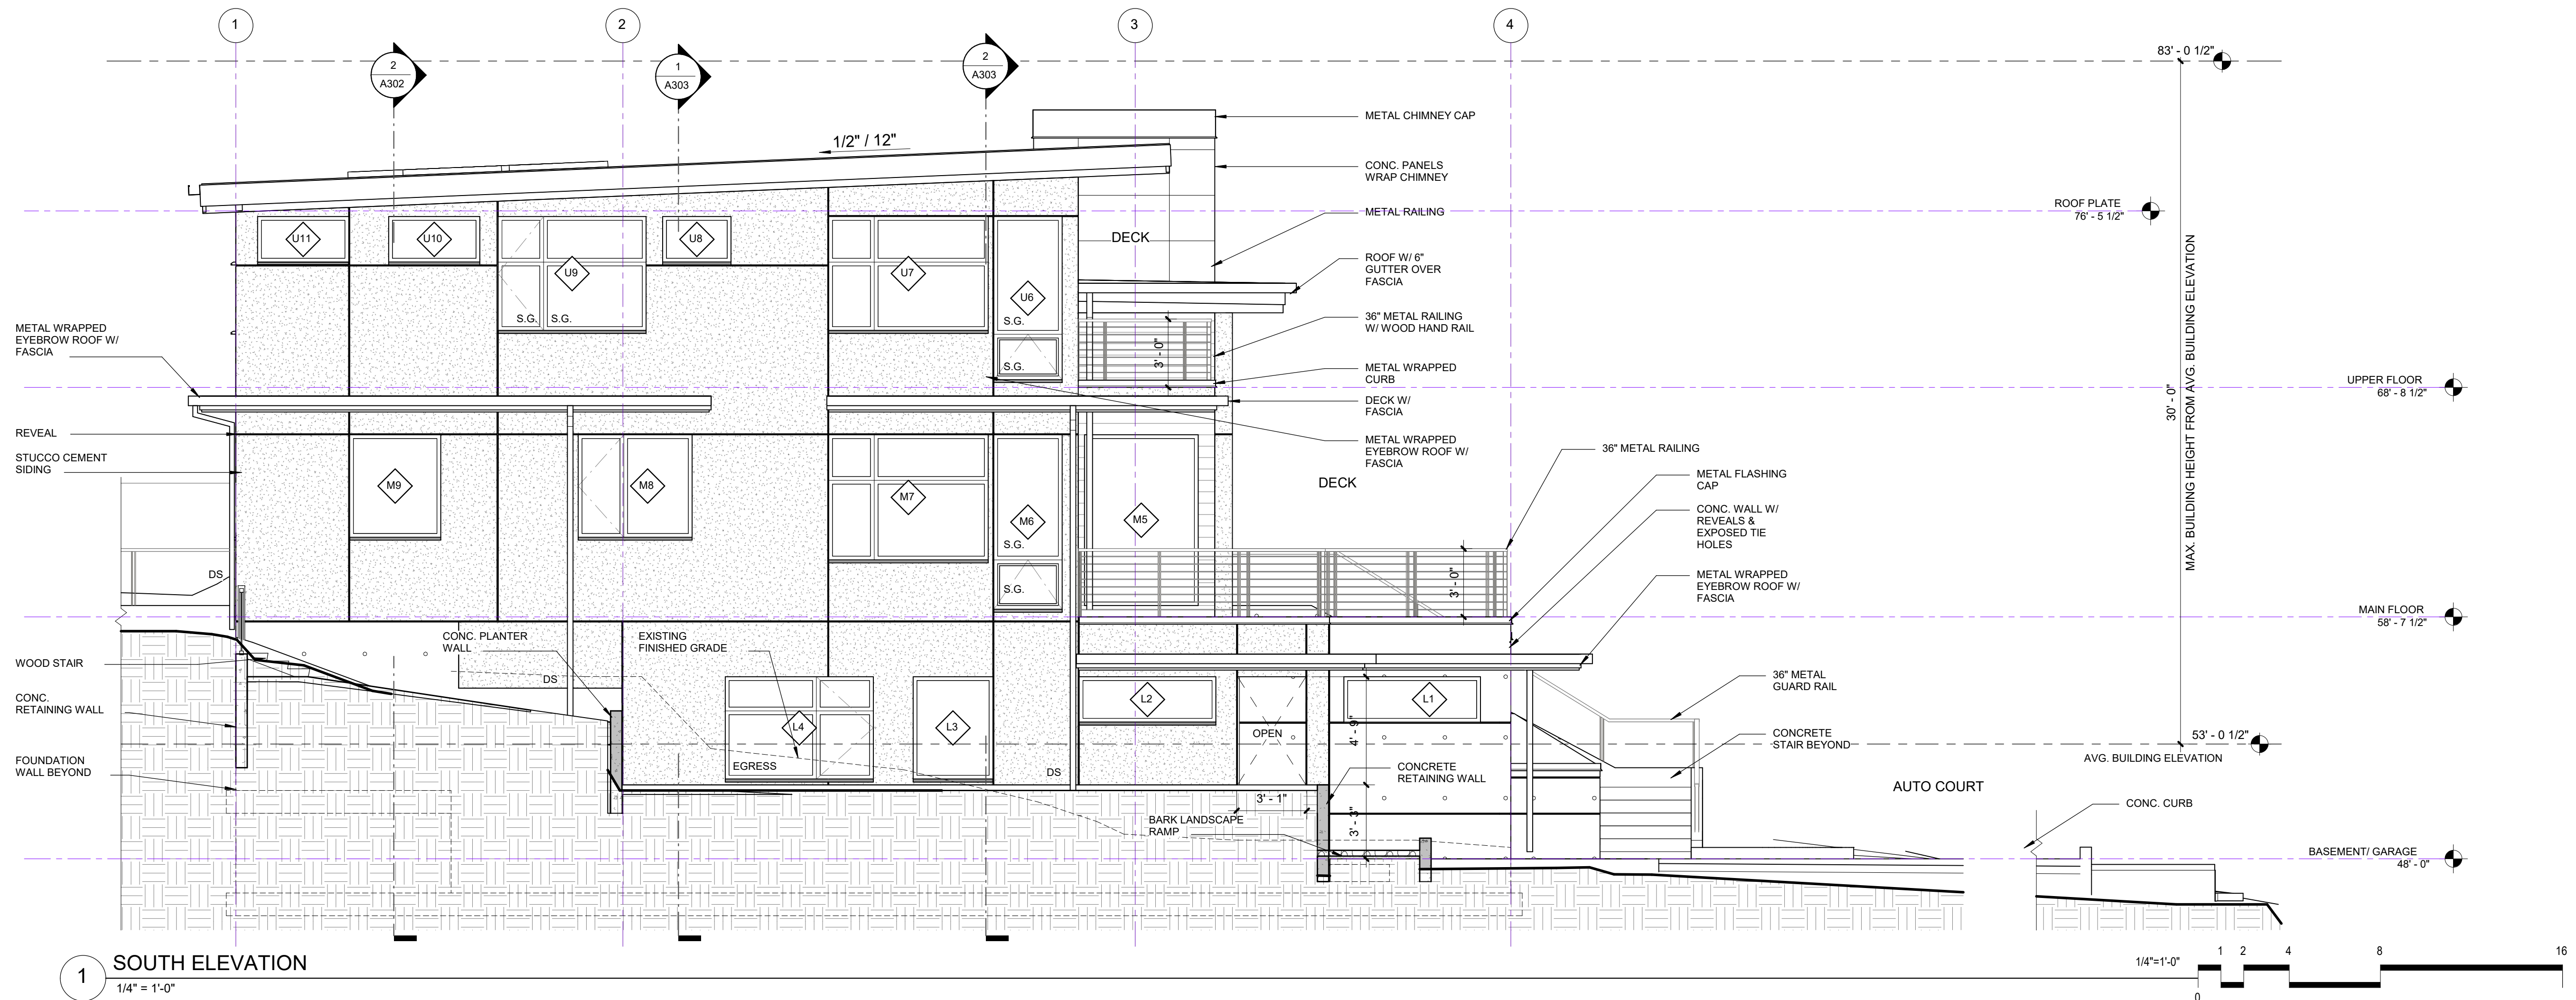 1
2
3
4
2
A302
1
A303
2
A303
83' - 0 1/2"
1/2" / 12"
METAL CHIMNEY CAP
CONC. PANELS
WRAP CHIMNEY
METAL RAILING
ROOF PLATE
76' - 5 1/2"
U11
U10
U9
U8
U7
U6
S.G.
S.G.
S.G.
S.G.
DECK
ROOF W/ 6"
GUTTER OVER
FASCIA
36" METAL RAILING
W/ WOOD HAND RAIL
3' - 0"
METAL WRAPPED
CURB
DECK W/
FASCIA
METAL WRAPPED
EYEBROW ROOF W/
FASCIA
METAL WRAPPED
EYEBROW ROOF W/
FASCIA
REVEAL
STUCCO CEMENT
SIDING
UPPER FLOOR
68' - 8 1/2"
30' - 0"
MAX. BUILDING HEIGHT FROM AVG. BUILDING ELEVATION
M9
M8
M7
M6
M5
S.G.
S.G.
DECK
36" METAL RAILING
METAL FLASHING
CAP
CONC. WALL W/
REVEALS &
EXPOSED TIE
HOLES
METAL WRAPPED
EYEBROW ROOF W/
FASCIA
3' - 0"
DS
MAIN FLOOR
58' - 7 1/2"
CONC. PLANTER
WALL
EXISTING
FINISHED GRADE
WOOD STAIR
CONC.
RETAINING WALL
FOUNDATION
WALL BEYOND
DS
L4
L3
L2
L1
EGRESS
DS
OPEN
4' - 9"
36" METAL
GUARD RAIL
CONCRETE
STAIR BEYOND
53' - 0 1/2"
AVG. BUILDING ELEVATION
CONCRETE
RETAINING WALL
AUTO COURT
CONC. CURB
3' - 1"
3' - 3"
BARK LANDSCAPE
RAMP
BASEMENT/ GARAGE
48' - 0"
1
SOUTH ELEVATION
1/4" = 1'-0"
1/4"=1'-0"
0
1
2
4
8
16